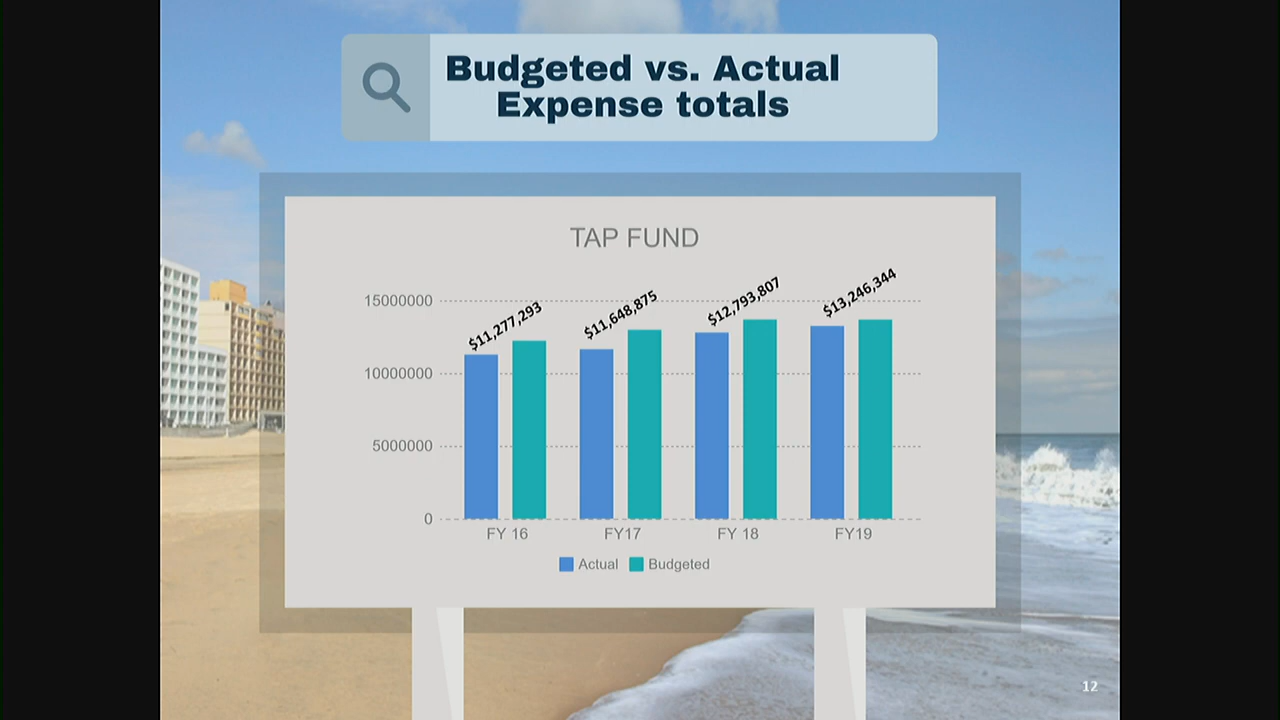 Budgeted vs. Actual
Expense totals
TAP FUND
15000000
10000000
5000000
0
$11,277,293
$11,648,875
$12,793,807
$13,246,344
FY 16
FY17
FY 18
FY19
Actual
Budgeted
12